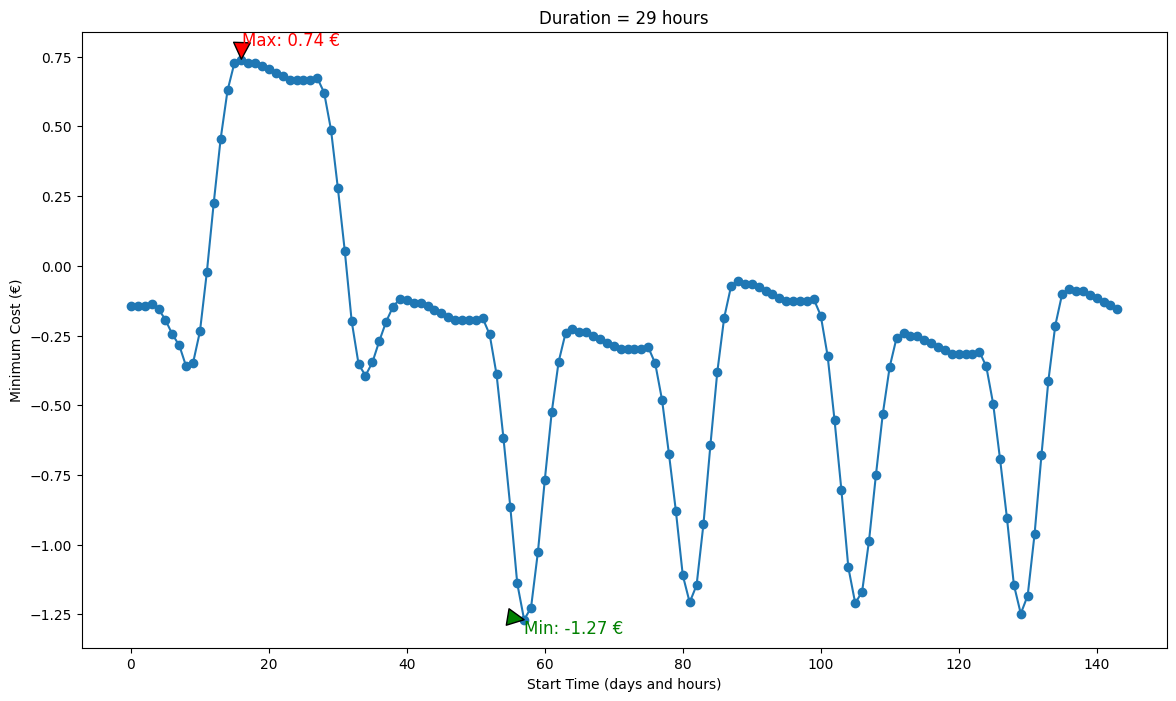 Duration = 29 hours
Max: 0.74 €
0.75
0.50
0.25
0.00
−0.25
−0.50
−0.75
−1.00
−1.25
Minimum Cost (€)
Min: -1.27 €
0 20 40 60 80 100 120 140
Start Time (days and hours)